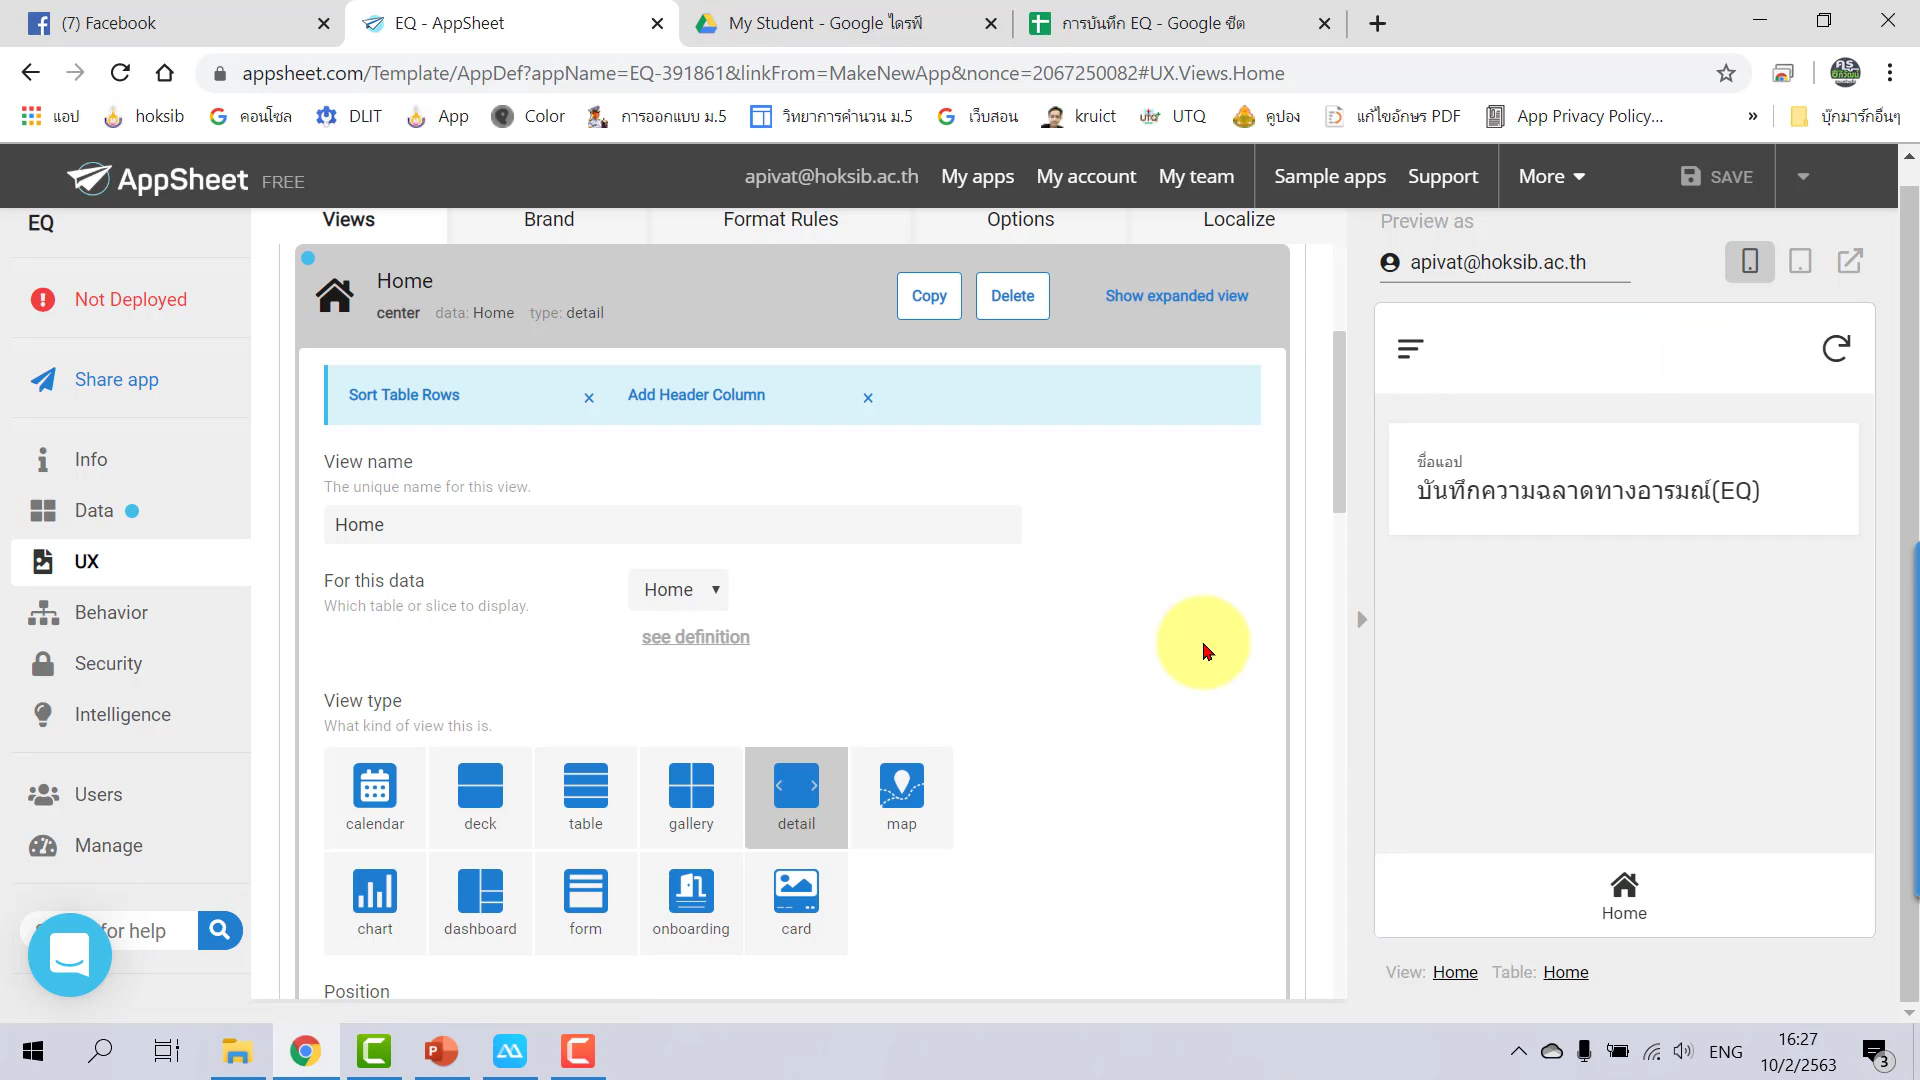 (7) Facebook
EQ - AppSheet
My Student - Google ไดรฟ์
การบันทึก EQ - Google ชีต
appsheet.com/Template/AppDef?appName=EQ-391861&linkFrom=MakeNewApp&nonce=2067250082#UX.Views.Home
แอป
hoksib
คอนโซล
DLIT
App
Color
การออกแบบ ม.5
วิทยาการคำนวน ม.5
เว็บสอน
kruict
UTQ
คูปอง
แก้ไขอักษร PDF
App Privacy Policy...
»
บุ๊กมาร์กอื่นๆ
AppSheet FREE
apivat@hoksib.ac.th
My apps
My account
My team
Sample apps
Support
More
SAVE
EQ
Not Deployed
Share app
Info
Data
UX
Behavior
Security
Intelligence
Users
Manage
for help
Views
Brand
Format Rules
Options
Localize
Home
center data: Home type: detail
Copy
Delete
Show expanded view
Sort Table Rows ×
Add Header Column ×
View name
The unique name for this view.
Home
For this data
Which table or slice to display.
Home
see definition
View type
What kind of view this is.
calendar
deck
table
gallery
detail
map
chart
dashboard
form
onboarding
card
Position
Preview as
apivat@hoksib.ac.th
ชื่อแอป
บันทึกความฉลาดทางอารมณ์(EQ)
Home
View: Home Table: Home
ENG
16:27
10/2/2563
3